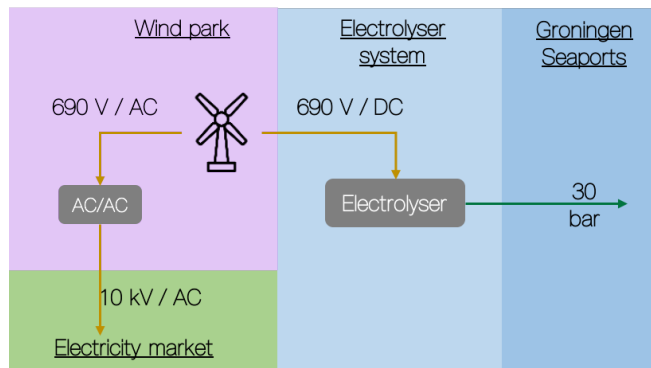 Wind park
Electrolyser
system
Groningen
Seaports
690 V / AC
690 V / DC
AC/AC
Electrolyser
30
bar
10 kV / AC
Electricity market